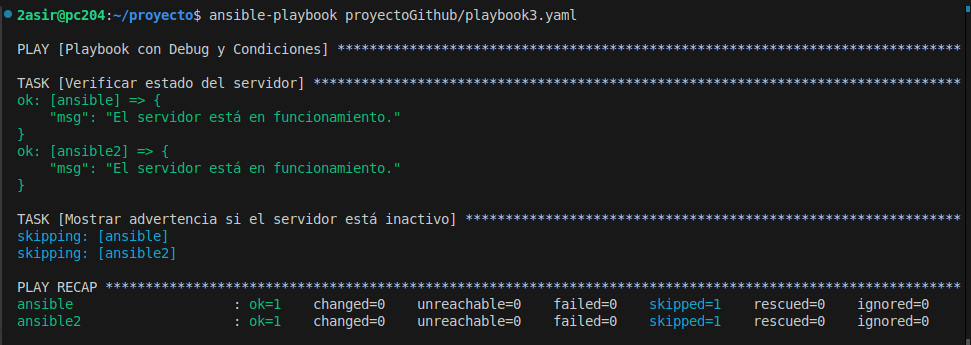 2asir@pc204:~/proyecto$ ansible-playbook proyectoGithub/playbook3.yaml
PLAY [Playbook con Debug y Condiciones] ******************************************************************************
TASK [Verificar estado del servidor] *********************************************************************************
ok: [ansible] => {
    "msg": "El servidor está en funcionamiento."
}
ok: [ansible2] => {
    "msg": "El servidor está en funcionamiento."
}
TASK [Mostrar advertencia si el servidor está inactivo] **************************************************************
skipping: [ansible]
skipping: [ansible2]
PLAY RECAP ***********************************************************************************************************
ansible                    : ok=1    changed=0    unreachable=0    failed=0    skipped=1    rescued=0    ignored=0
ansible2                   : ok=1    changed=0    unreachable=0    failed=0    skipped=1    rescued=0    ignored=0